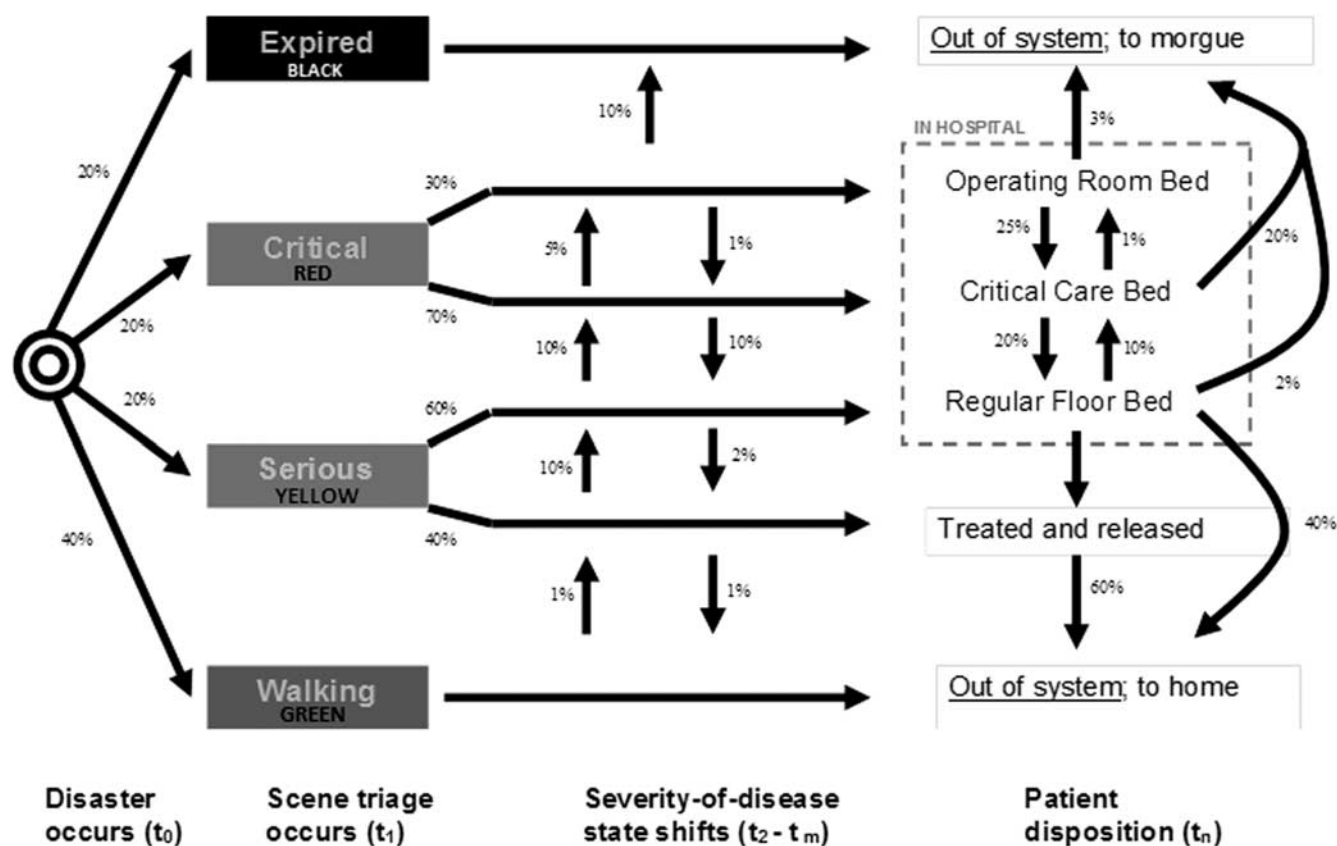 Expired
BLACK
Out of system; to morgue
20%
10%
3%
IN HOSPITAL
30%
Operating Room Bed
Critical
RED
5%
1%
25%
1%
20%
20%
70%
Critical Care Bed
10%
10%
20%
10%
20%
60%
Regular Floor Bed
2%
Serious
YELLOW
10%
2%
40%
40%
Treated and released
40%
1%
1%
60%
Walking
GREEN
Out of system; to home
Disaster
occurs (t0)
Scene triage
occurs (t1)
Severity-of-disease
state shifts (t2 - tm)
Patient
disposition (tn)